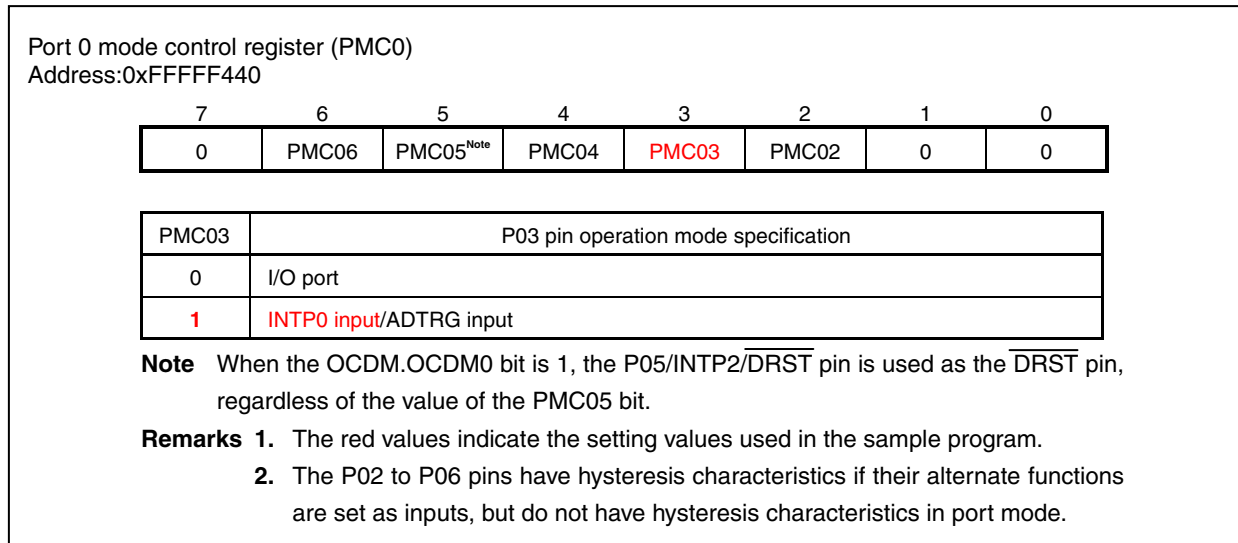 Port 0 mode control register (PMC0)
Address:0xFFFFF440
7 6 5 4 3 2 1 0
0 PMC06 PMC05Note PMC04 PMC03 PMC02 0 0
PMC03 P03 pin operation mode specification
0 I/O port
1 INTP0 input/ADTRG input
Note When the OCDM.OCDM0 bit is 1, the P05/INTP2/DRST pin is used as the DRST pin,
regardless of the value of the PMC05 bit.
Remarks 1. The red values indicate the setting values used in the sample program.
2. The P02 to P06 pins have hysteresis characteristics if their alternate functions
are set as inputs, but do not have hysteresis characteristics in port mode.